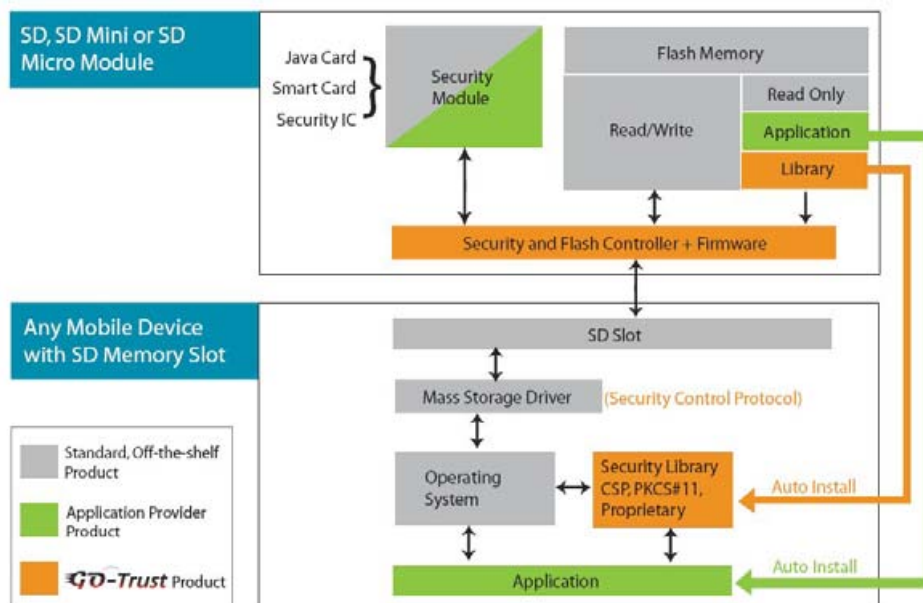 SD, SD Mini or SD
Micro Module
Java Card
Smart Card
Security IC
Security
Module
Flash Memory
Read/Write
Read Only
Application
Library
Security and Flash Controller + Firmware
Any Mobile Device
with SD Memory Slot
SD Slot
Mass Storage Driver
(Security Control Protocol)
Operating
System
Security Library
CSP, PKCS#11,
Proprietary
Auto Install
Application
Auto Install
Standard, Off-the-shelf
Product
Application Provider
Product
GO-Trust Product